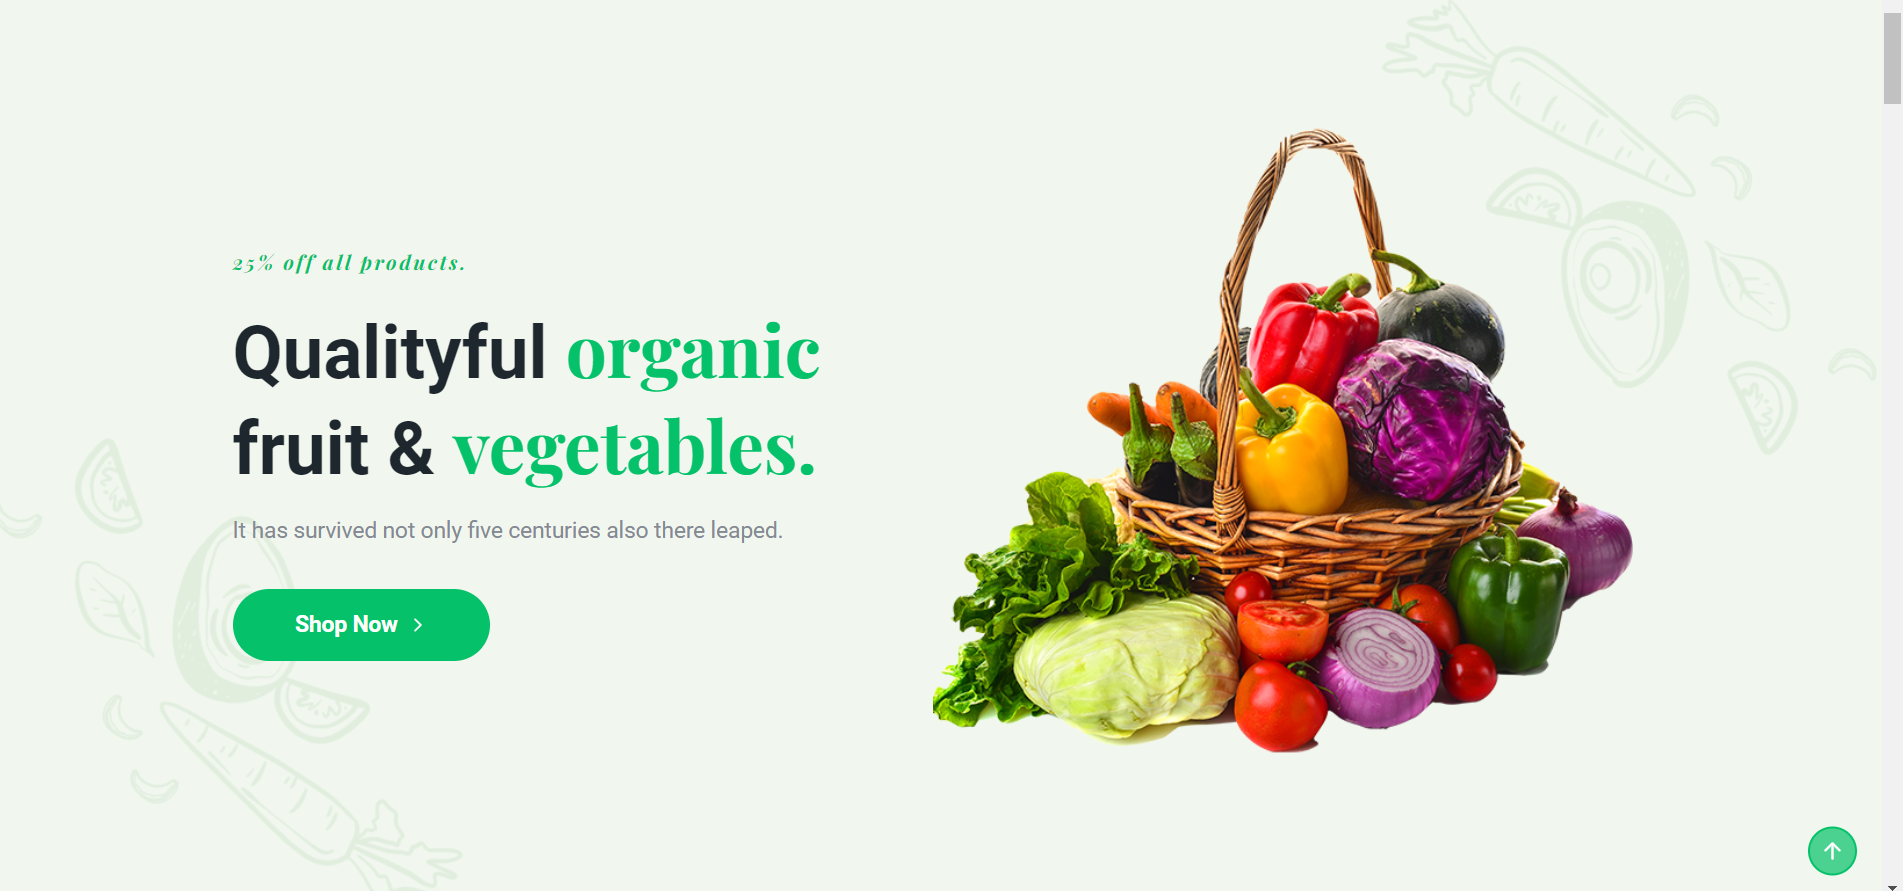 25% off all products.
Qualityful organic
fruit & vegetables.
It has survived not only five centuries also there leaped.
Shop Now